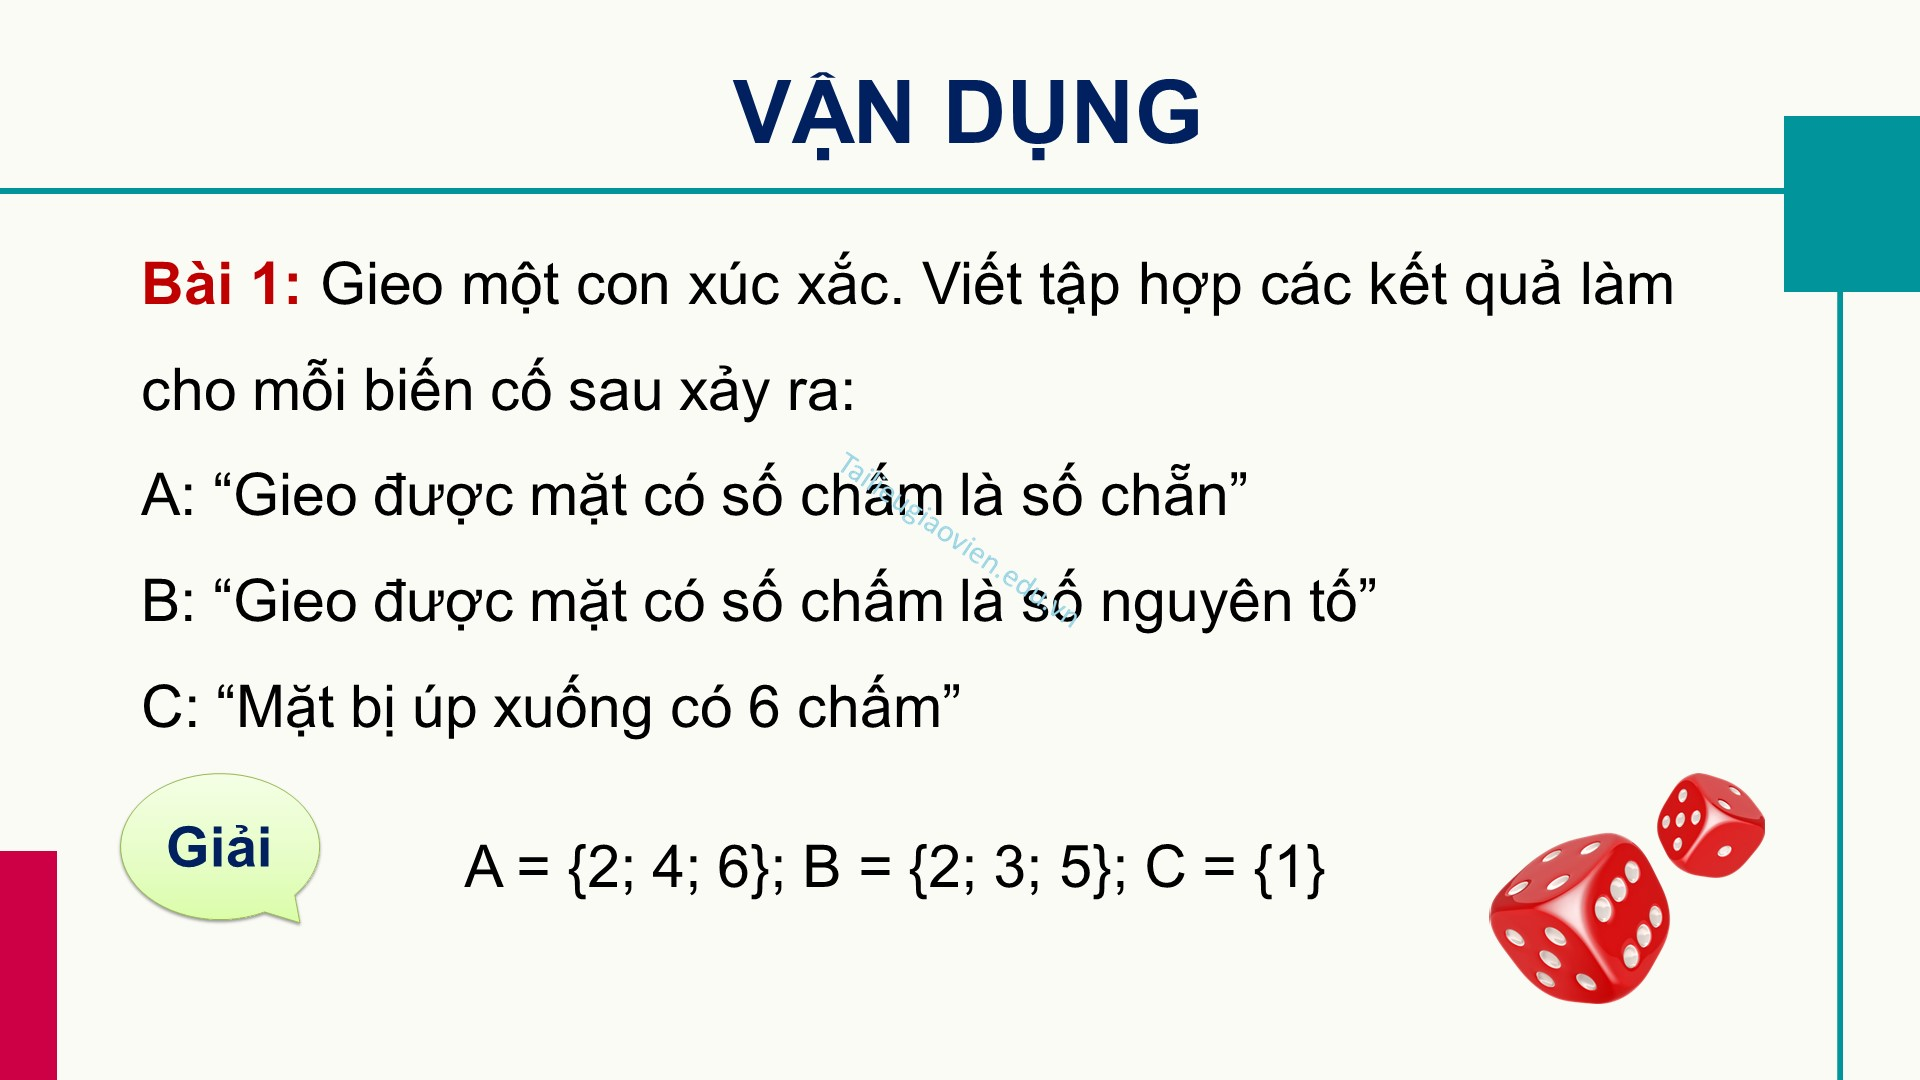 VẬN DỤNG
Bài 1: Gieo một con xúc xắc. Viết tập hợp các kết quả làm
cho mỗi biến cố sau xảy ra:
A: “Gieo được mặt có số chấm là số chẵn”
B: “Gieo được mặt có số chấm là số nguyên tố”
C: “Mặt bị úp xuống có 6 chấm”
Tailieugiaovien.edu.vn
Giải
A = {2; 4; 6}; B = {2; 3; 5}; C = {1}